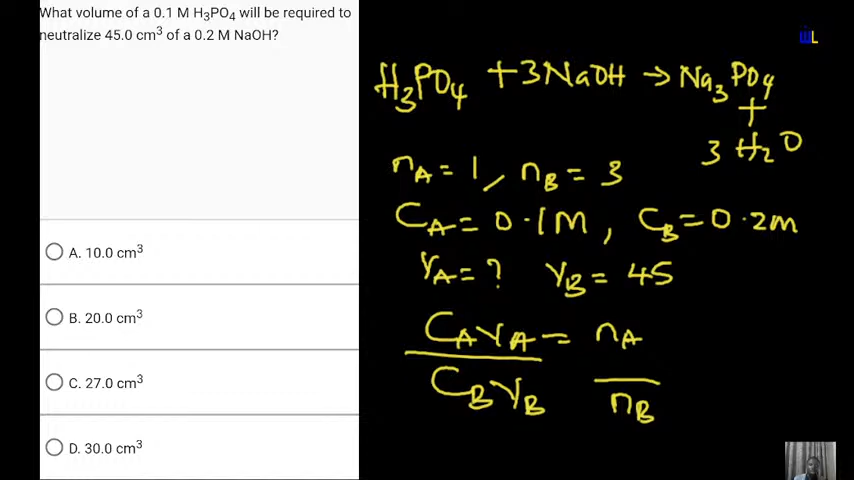 What volume of a 0.1 M H₃PO₄ will be required to
neutralize 45.0 cm³ of a 0.2 M NaOH?
A. 10.0 cm³
B. 20.0 cm³
C. 27.0 cm³
D. 30.0 cm³
H₃PO₄ + 3NaOH → Na₃PO₄
+
3 H₂O
nA = 1, nB = 3
CA = 0.1M, CB = 0.2m
VA = ? VB = 45
CAVA = nA
CBVB nB